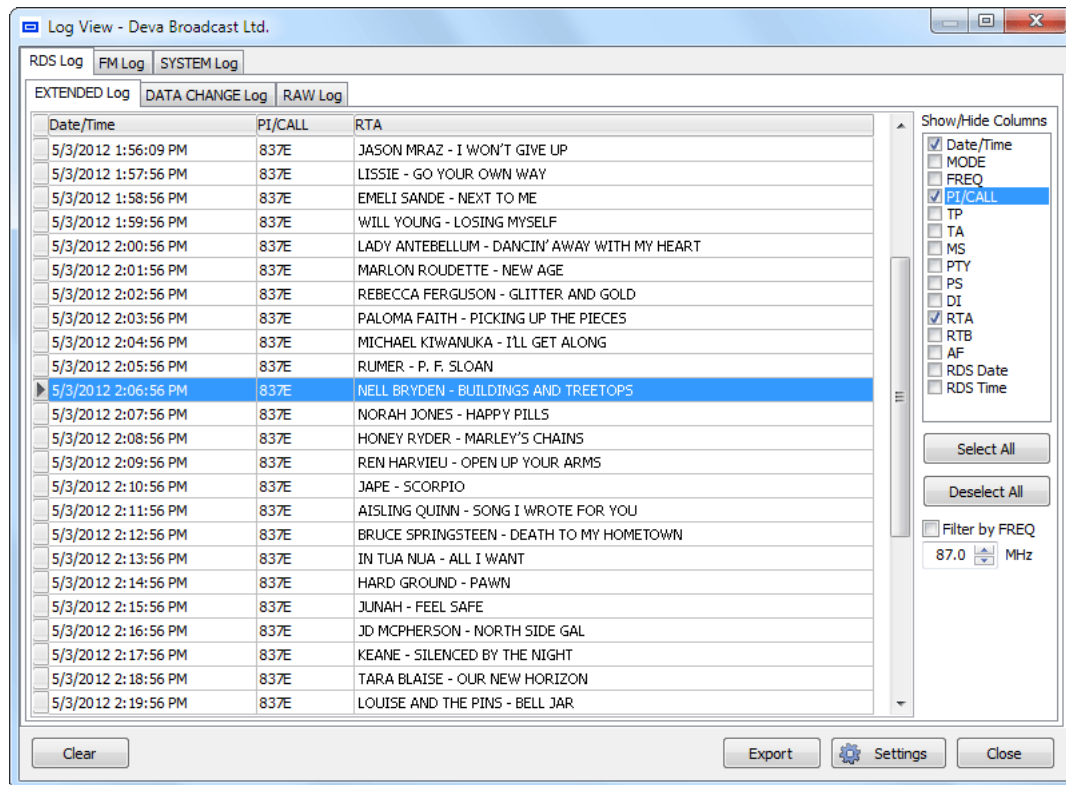 Log View - Deva Broadcast Ltd.
RDS Log FM Log SYSTEM Log
EXTENDED Log DATA CHANGE Log RAW Log
Date/Time PI/CALL RTA
5/3/2012 1:56:09 PM 837E JASON MRAZ - I WON'T GIVE UP
5/3/2012 1:57:56 PM 837E LISSIE - GO YOUR OWN WAY
5/3/2012 1:58:56 PM 837E EMELI SANDE - NEXT TO ME
5/3/2012 1:59:56 PM 837E WILL YOUNG - LOSING MYSELF
5/3/2012 2:00:56 PM 837E LADY ANTEBELLUM - DANCIN' AWAY WITH MY HEART
5/3/2012 2:01:56 PM 837E MARLON ROUDETTE - NEW AGE
5/3/2012 2:02:56 PM 837E REBECCA FERGUSON - GLITTER AND GOLD
5/3/2012 2:03:56 PM 837E PALOMA FAITH - PICKING UP THE PIECES
5/3/2012 2:04:56 PM 837E MICHAEL KIWANUKA - I'LL GET ALONG
5/3/2012 2:05:56 PM 837E RUMER - P. F. SLOAN
5/3/2012 2:06:56 PM 837E NELL BRYDEN - BUILDINGS AND TREETOPS
5/3/2012 2:07:56 PM 837E NORAH JONES - HAPPY PILLS
5/3/2012 2:08:56 PM 837E HONEY RYDER - MARLEY'S CHAINS
5/3/2012 2:09:56 PM 837E REN HARVIEU - OPEN UP YOUR ARMS
5/3/2012 2:10:56 PM 837E JAPE - SCORPIO
5/3/2012 2:11:56 PM 837E AISLING QUINN - SONG I WROTE FOR YOU
5/3/2012 2:12:56 PM 837E BRUCE SPRINGSTEEN - DEATH TO MY HOMETOWN
5/3/2012 2:13:56 PM 837E IN TUA NUA - ALL I WANT
5/3/2012 2:14:56 PM 837E HARD GROUND - PAWN
5/3/2012 2:15:56 PM 837E JUNAH - FEEL SAFE
5/3/2012 2:16:56 PM 837E JD MCPHERSON - NORTH SIDE GAL
5/3/2012 2:17:56 PM 837E KEANE - SILENCED BY THE NIGHT
5/3/2012 2:18:56 PM 837E TARA BLAISE - OUR NEW HORIZON
5/3/2012 2:19:56 PM 837E LOUISE AND THE PINS - BELL JAR
Show/Hide Columns
Date/Time
MODE
FREQ
PI/CALL
TP
TA
MS
PTY
PS
DI
RTA
RTB
AF
RDS Date
RDS Time
Select All
Deselect All
Filter by FREQ
87.0 MHz
Clear Export Settings Close